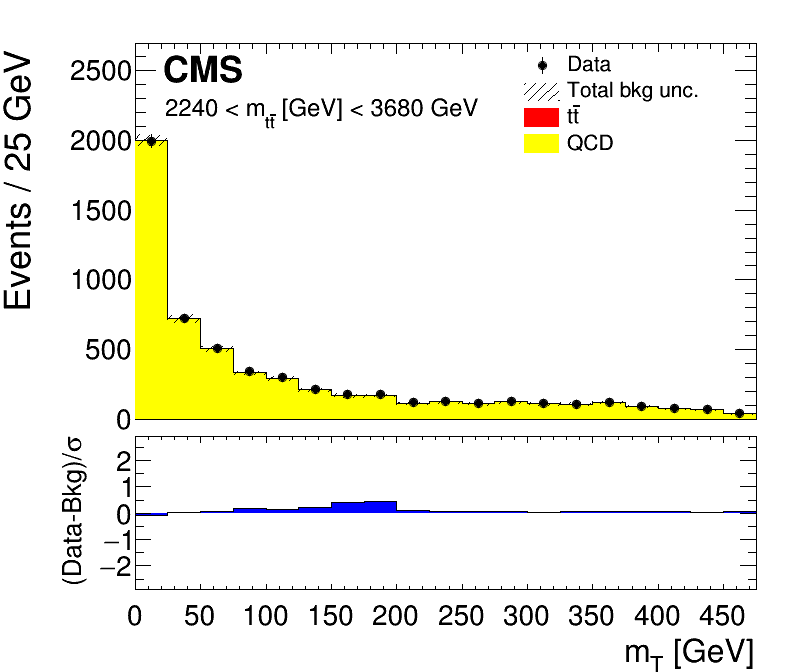 Events / 25 GeV
2500
2000
1500
1000
500
0
CMS
2240 < m_tt̄ [GeV] < 3680 GeV
Data
Total bkg unc.
tt̄
QCD
(Data-Bkg)/σ
2
1
0
−1
−2
0 50 100 150 200 250 300 350 400 450
m_T [GeV]